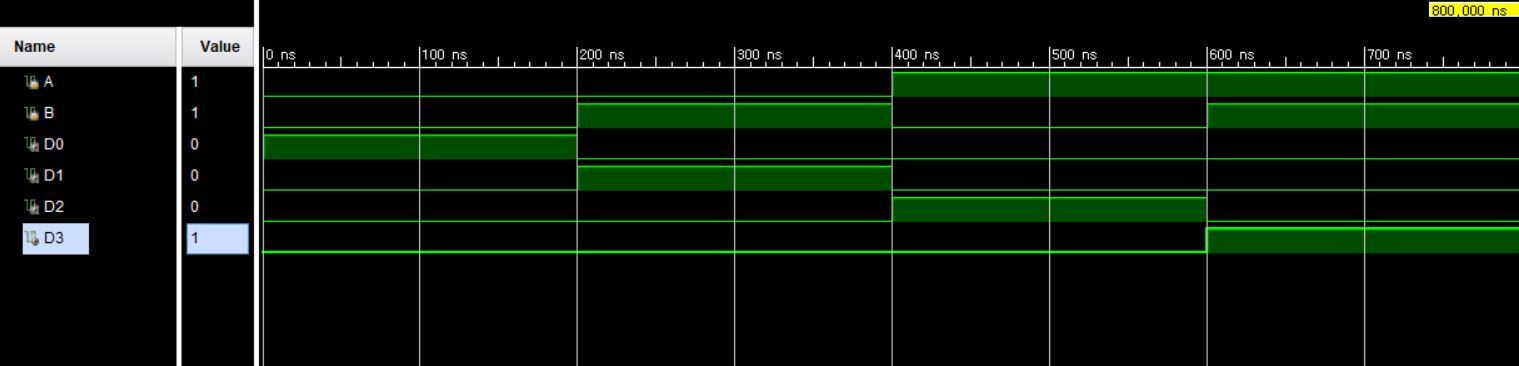 800,000 ns
Name Value
0 ns 100 ns 200 ns 300 ns 400 ns 500 ns 600 ns 700 ns
A 1
B 1
D0 0
D1 0
D2 0
D3 1